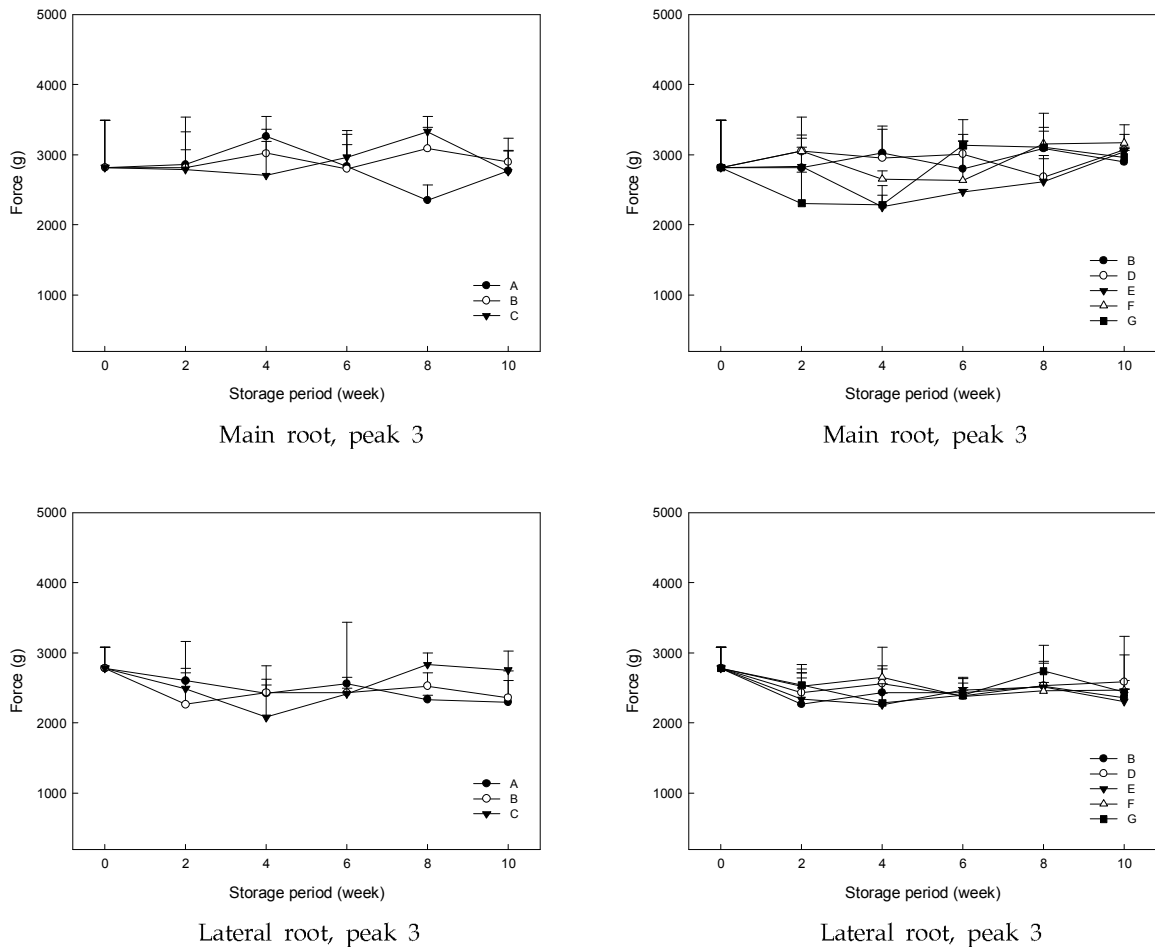 5000
4000
3000
2000
1000
Force (g)
0 2 4 6 8 10
Storage period (week)
A
B
C
Main root, peak 3
5000
4000
3000
2000
1000
Force (g)
0 2 4 6 8 10
Storage period (week)
B
D
E
F
G
Main root, peak 3
5000
4000
3000
2000
1000
Force (g)
0 2 4 6 8 10
Storage period (week)
A
B
C
Lateral root, peak 3
5000
4000
3000
2000
1000
Force (g)
0 2 4 6 8 10
Storage period (week)
B
D
E
F
G
Lateral root, peak 3